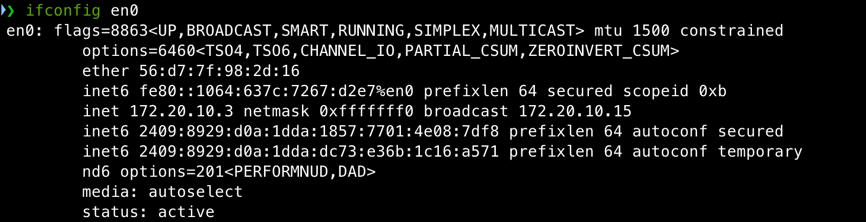 ❯ ifconfig en0
en0: flags=8863<UP,BROADCAST,SMART,RUNNING,SIMPLEX,MULTICAST> mtu 1500 constrained
options=6460<TSO4,TSO6,CHANNEL_IO,PARTIAL_CSUM,ZEROINVERT_CSUM>
ether 56:d7:7f:98:2d:16
inet6 fe80::1064:637c:7267:d2e7%en0 prefixlen 64 secured scopeid 0xb
inet 172.20.10.3 netmask 0xfffffff0 broadcast 172.20.10.15
inet6 2409:8929:d0a:1dda:1857:7701:4e08:7df8 prefixlen 64 autoconf secured
inet6 2409:8929:d0a:1dda:dc73:e36b:1c16:a571 prefixlen 64 autoconf temporary
nd6 options=201<PERFORMNUD,DAD>
media: autoselect
status: active